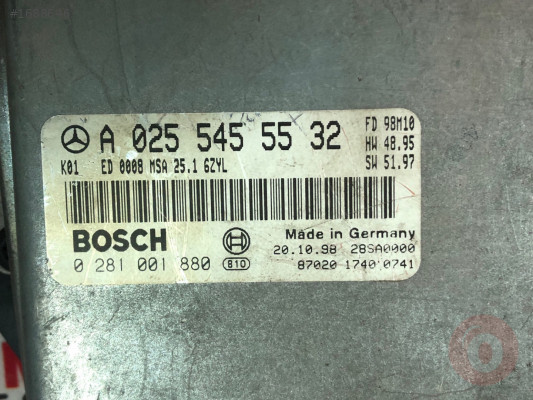 A 025 545 55 32
FD 98M10
HW 48.95
SW 51.97
K01 ED 0008 MSA 25.1 6ZYL
BOSCH
Made in Germany
20.10.98 28SA0000
0 281 001 880 B10
87020 1740 0741